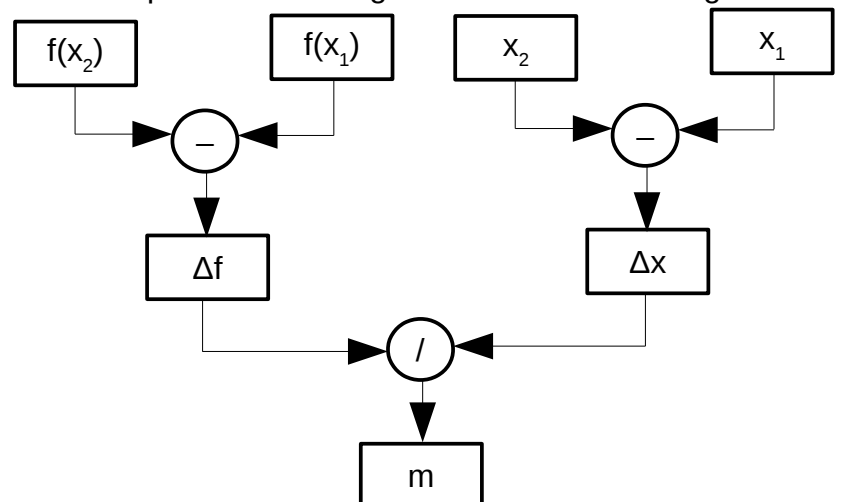 f(x₂) f(x₁) x₂ x₁
– –
Δf Δx
/
m